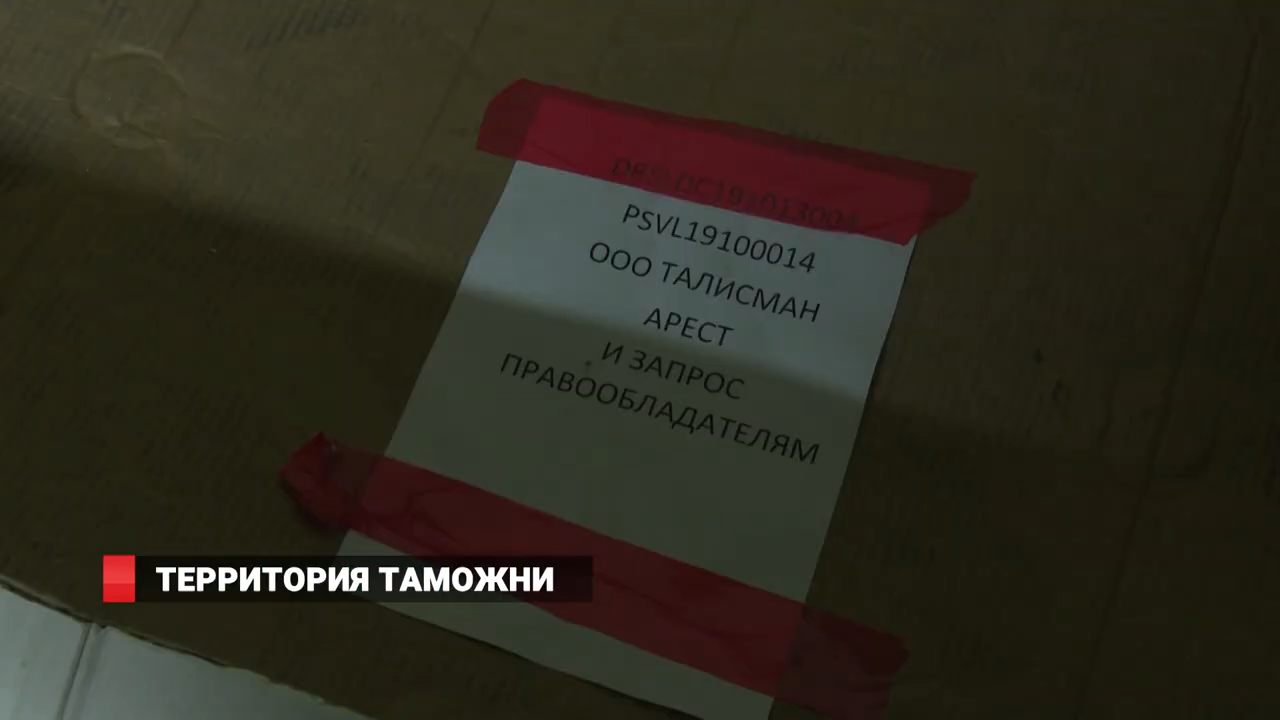 PSVL19100014
ООО ТАЛИСМАН
АРЕСТ
И ЗАПРОС
ПРАВООБЛАДАТЕЛЯМ
ТЕРРИТОРИЯ ТАМОЖНИ